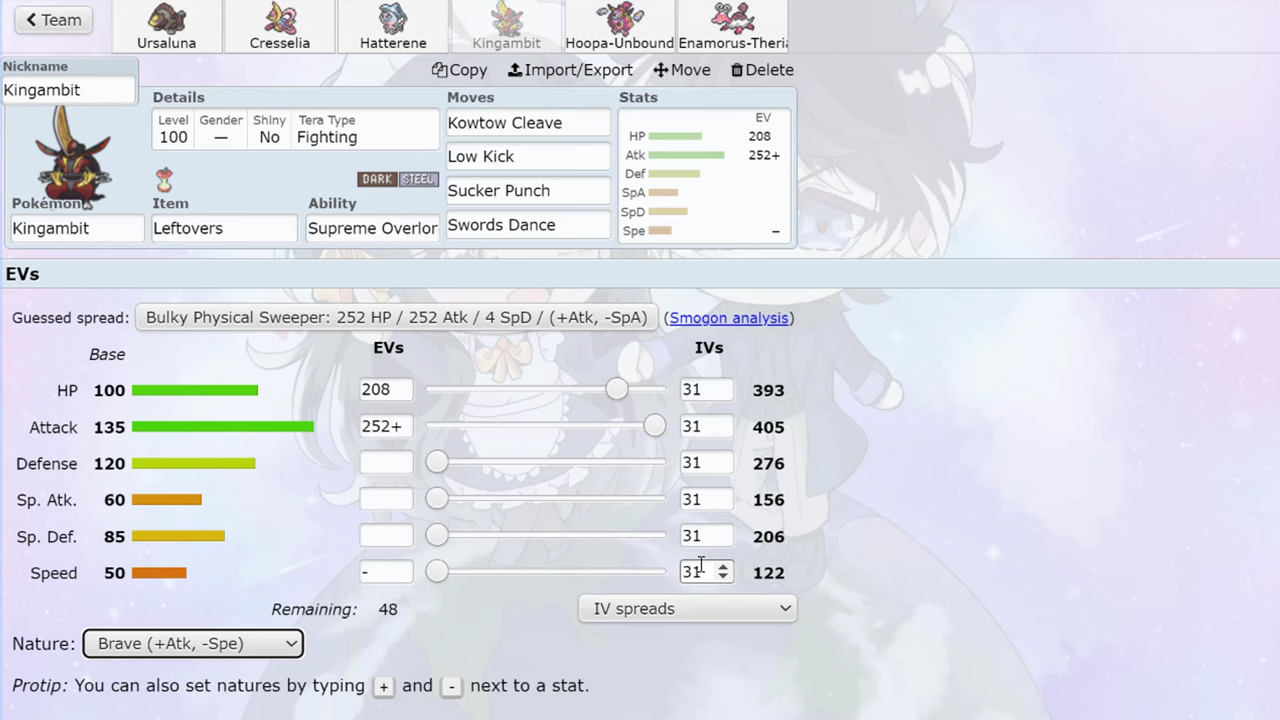 Team
Ursaluna
Cresselia
Hatterene
Kingambit
Hoopa-Unbound
Enamorus-Theria
Nickname
Kingambit
Copy
Import/Export
Move
Delete
Details
Level
100
Gender
—
Shiny
No
Tera Type
Fighting
DARK STEEL
Pokémon
Kingambit
Item
Leftovers
Ability
Supreme Overlor
Moves
Kowtow Cleave
Low Kick
Sucker Punch
Swords Dance
Stats
EV
HP 208
Atk 252+
Def
SpA
SpD
Spe –
EVs
Guessed spread: Bulky Physical Sweeper: 252 HP / 252 Atk / 4 SpD / (+Atk, -SpA) (Smogon analysis)
Base EVs IVs
HP 100 208 31 393
Attack 135 252+ 31 405
Defense 120 31 276
Sp. Atk. 60 31 156
Sp. Def. 85 31 206
Speed 50 - 31 122
Remaining: 48 IV spreads
Nature: Brave (+Atk, -Spe)
Protip: You can also set natures by typing + and - next to a stat.